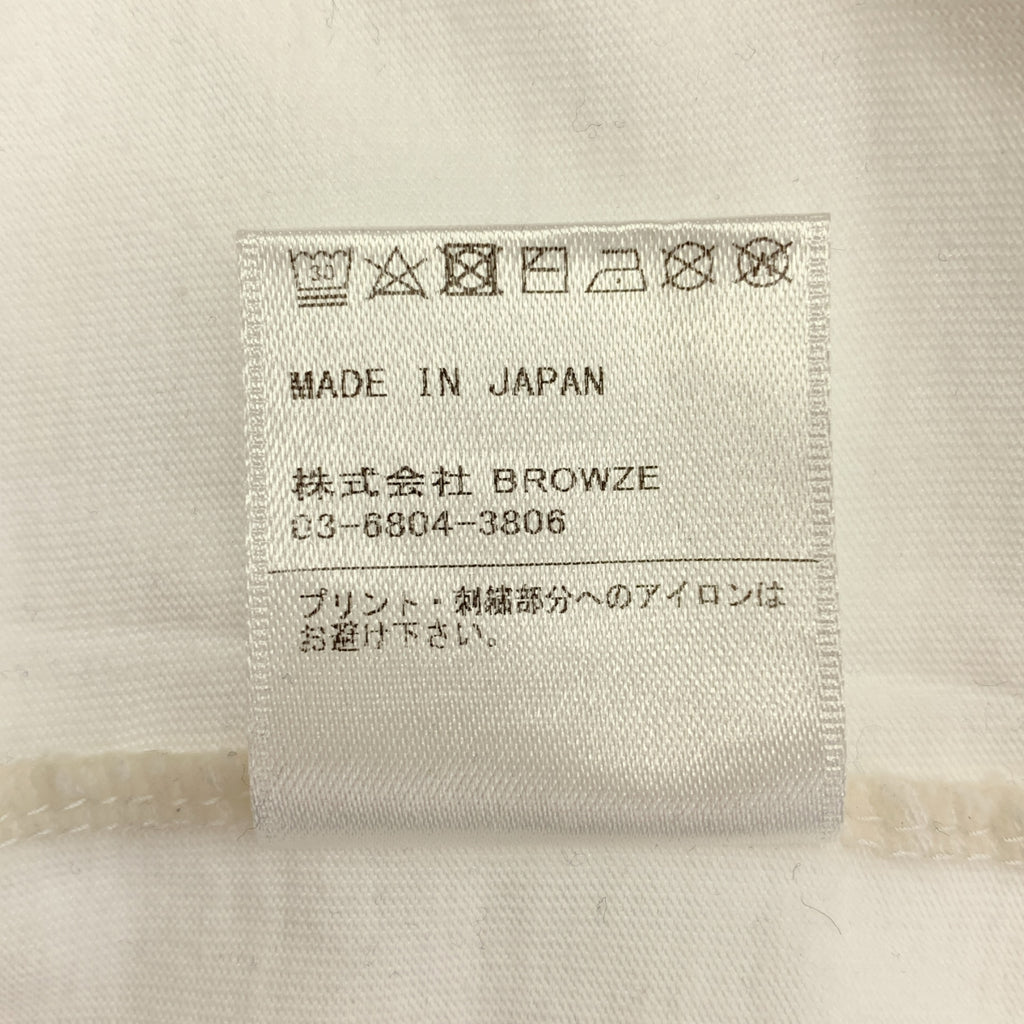 30
MADE IN JAPAN
株式会社 BROWZE
03-6804-3806
プリント・刺繍部分へのアイロンは
お避け下さい。